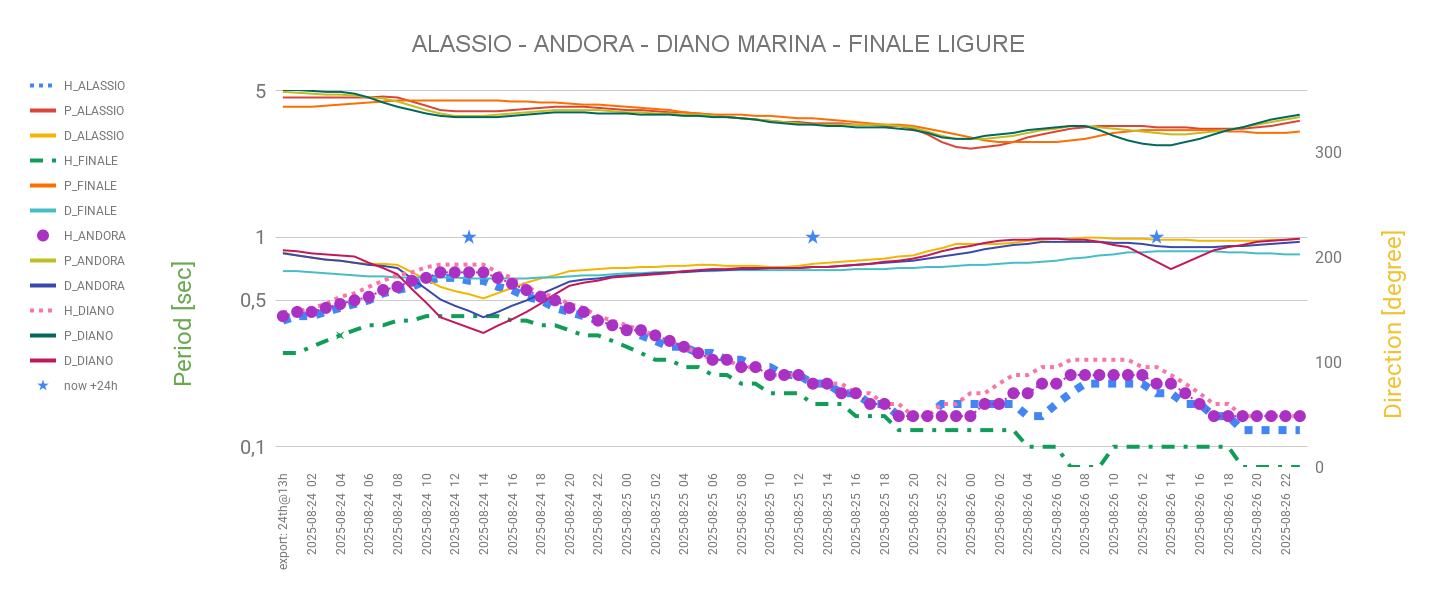 ALASSIO - ANDORA - DIANO MARINA - FINALE LIGURE
H_ALASSIO
P_ALASSIO
D_ALASSIO
H_FINALE
P_FINALE
D_FINALE
H_ANDORA
P_ANDORA
D_ANDORA
H_DIANO
P_DIANO
D_DIANO
now +24h
Period [sec]
5
1
0,5
0,1
300
200
100
0
Direction [degree]
export: 24th@13h
2025-08-24 02
2025-08-24 04
2025-08-24 06
2025-08-24 08
2025-08-24 10
2025-08-24 12
2025-08-24 14
2025-08-24 16
2025-08-24 18
2025-08-24 20
2025-08-24 22
2025-08-25 00
2025-08-25 02
2025-08-25 04
2025-08-25 06
2025-08-25 08
2025-08-25 10
2025-08-25 12
2025-08-25 14
2025-08-25 16
2025-08-25 18
2025-08-25 20
2025-08-25 22
2025-08-26 00
2025-08-26 02
2025-08-26 04
2025-08-26 06
2025-08-26 08
2025-08-26 10
2025-08-26 12
2025-08-26 14
2025-08-26 16
2025-08-26 18
2025-08-26 20
2025-08-26 22